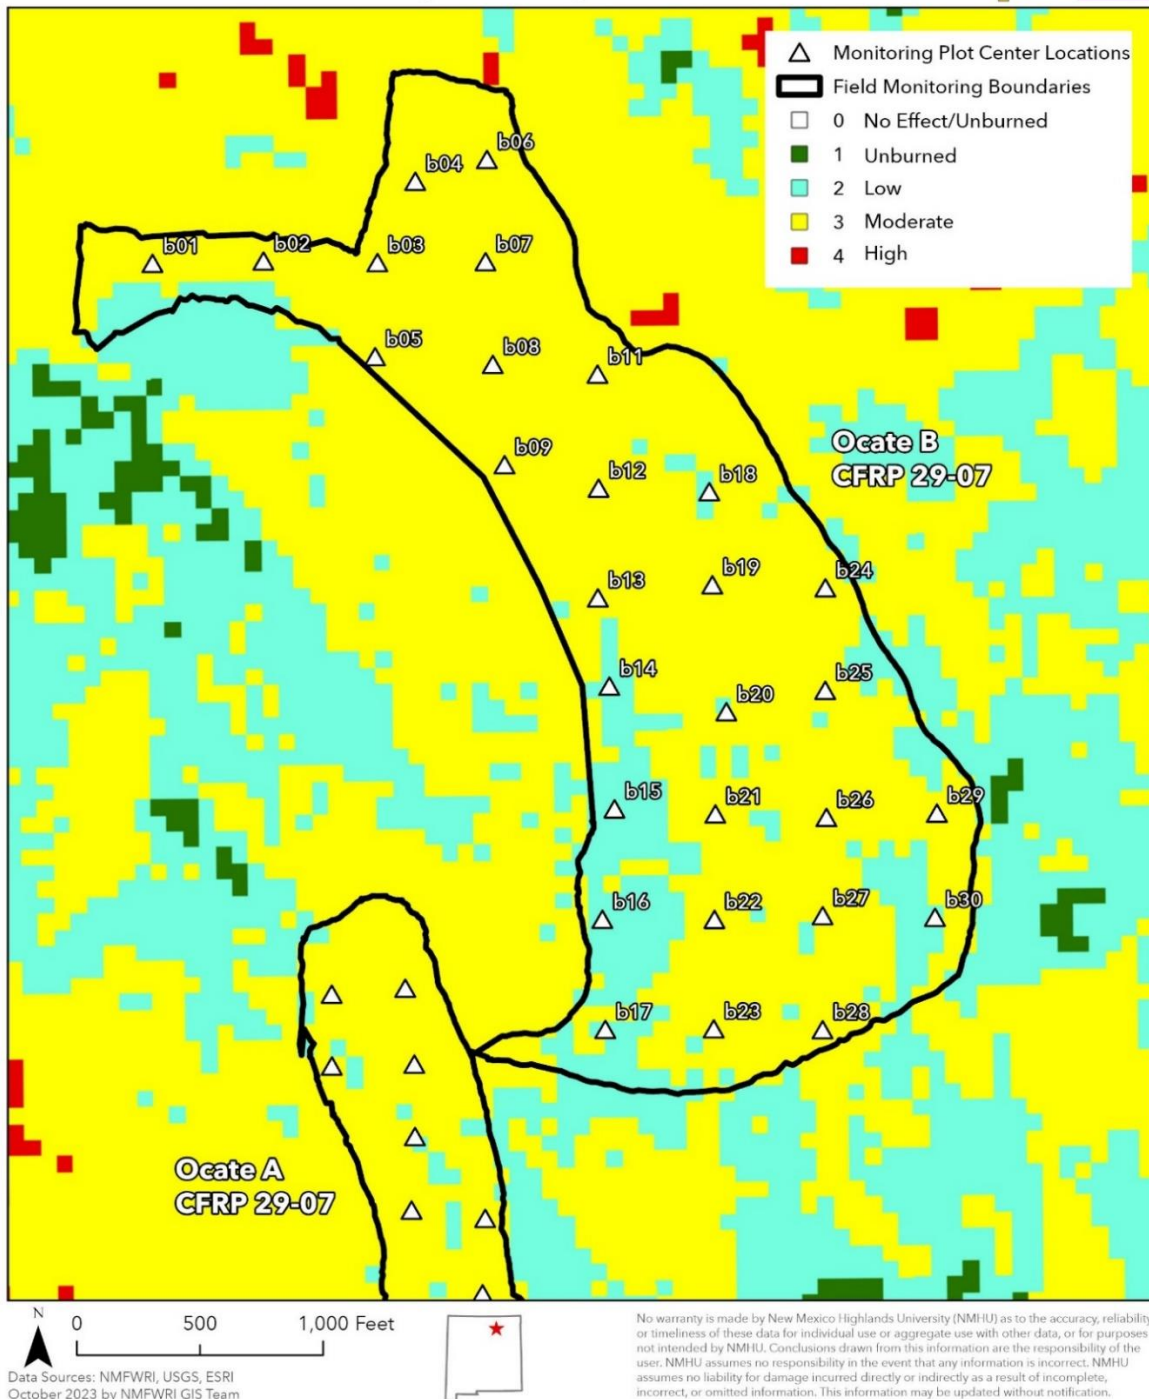 Monitoring Plot Center Locations
Field Monitoring Boundaries
0 No Effect/Unburned
1 Unburned
2 Low
3 Moderate
4 High
b06
b04
b01
b02
b03
b07
b05
b08
b11
b09
b12
b18
Ocate B
CFRP 29-07
b13
b19
b24
b14
b20
b25
b15
b21
b26
b29
b16
b22
b27
b30
b17
b23
b28
Ocate A
CFRP 29-07
N
0 500 1,000 Feet
Data Sources: NMFWRI, USGS, ESRI
October 2023 by NMFWRI GIS Team
No warranty is made by New Mexico Highlands University (NMHU) as to the accuracy, reliability,
or timeliness of these data for individual use or aggregate use with other data, or for purposes
not intended by NMHU. Conclusions drawn from this information are the responsibility of the
user. NMHU assumes no responsibility in the event that any information is incorrect. NMHU
assumes no liability for damage incurred directly or indirectly as a result of incomplete,
incorrect, or omitted information. This information may be updated without notification.